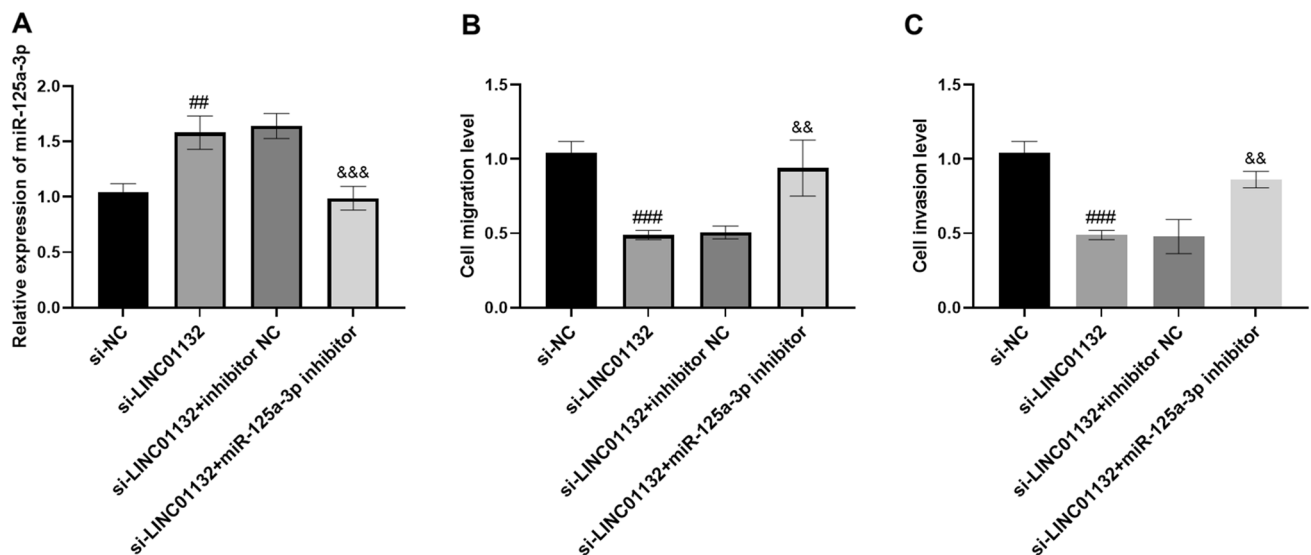 A
Relative expression of miR-125a-3p
2.0
1.5
1.0
0.5
0.0
##
&&&
si-NC
si-LINC01132
si-LINC01132+inhibitor NC
si-LINC01132+miR-125a-3p inhibitor
B
Cell migration level
1.5
1.0
0.5
0.0
###
&&
si-NC
si-LINC01132
si-LINC01132+inhibitor NC
si-LINC01132+miR-125a-3p inhibitor
C
Cell invasion level
1.5
1.0
0.5
0.0
###
&&
si-NC
si-LINC01132
si-LINC01132+inhibitor NC
si-LINC01132+miR-125a-3p inhibitor